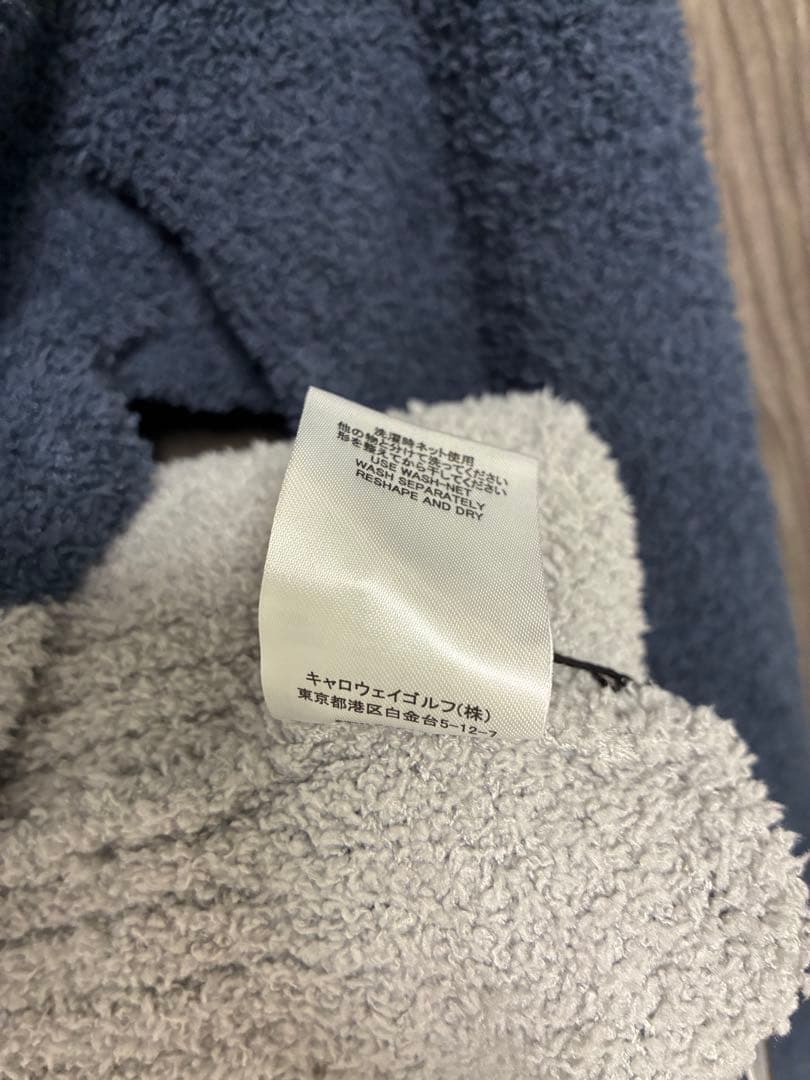 洗濯時ネット使用
他の物と分けて洗ってください
形を整えてから干してください
USE WASH-NET
WASH SEPARATELY
RESHAPE AND DRY
キャロウェイゴルフ(株)
東京都港区白金台5-12-7